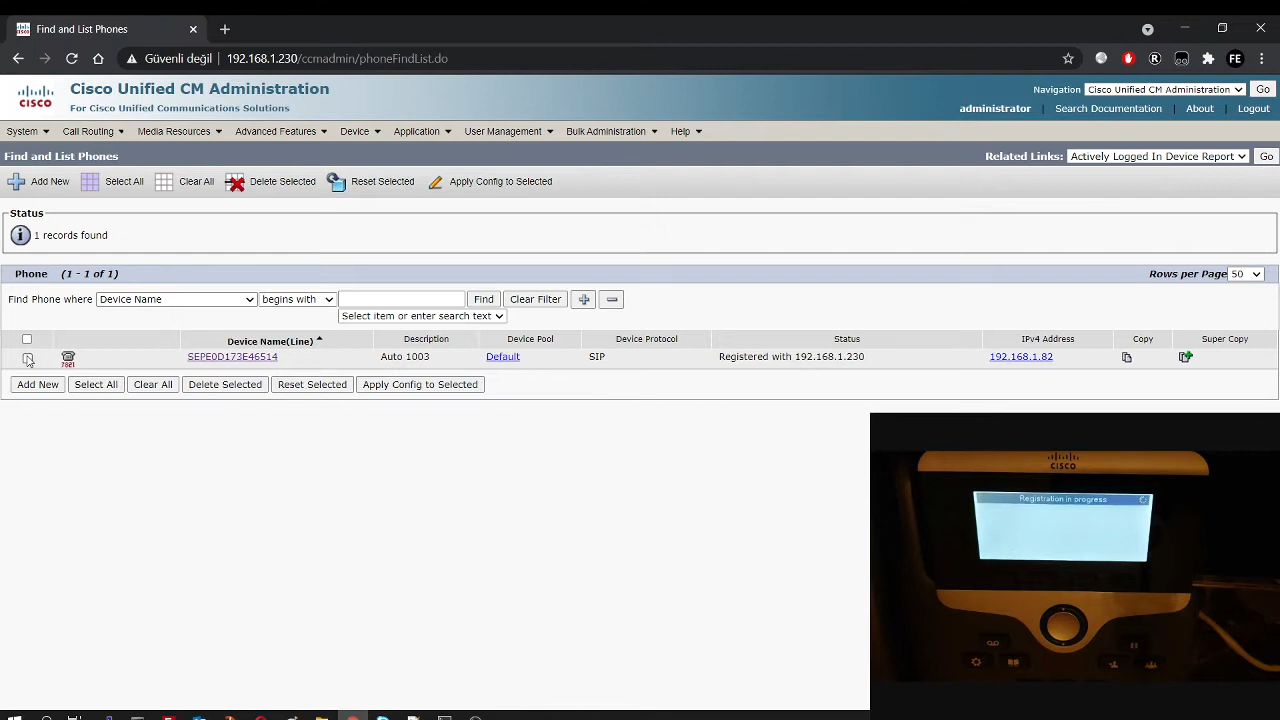 Find and List Phones
Güvenli değil 192.168.1.230/ccmadmin/phoneFindList.do
R
FE
CISCO
Cisco Unified CM Administration
For Cisco Unified Communications Solutions
Navigation Cisco Unified CM Administration Go
administrator Search Documentation About Logout
System Call Routing Media Resources Advanced Features Device Application User Management Bulk Administration Help
Find and List Phones
Related Links: Actively Logged In Device Report Go
Add New Select All Clear All Delete Selected Reset Selected Apply Config to Selected
Status
1 records found
Phone (1 - 1 of 1)
Rows per Page 50
Find Phone where Device Name begins with Find Clear Filter
Select item or enter search text
Device Name(Line) Description Device Pool Device Protocol Status IPv4 Address Copy Super Copy
7821 SEPE0D173E46514 Auto 1003 Default SIP Registered with 192.168.1.230 192.168.1.82
Add New Select All Clear All Delete Selected Reset Selected Apply Config to Selected
CISCO
Registration in progress